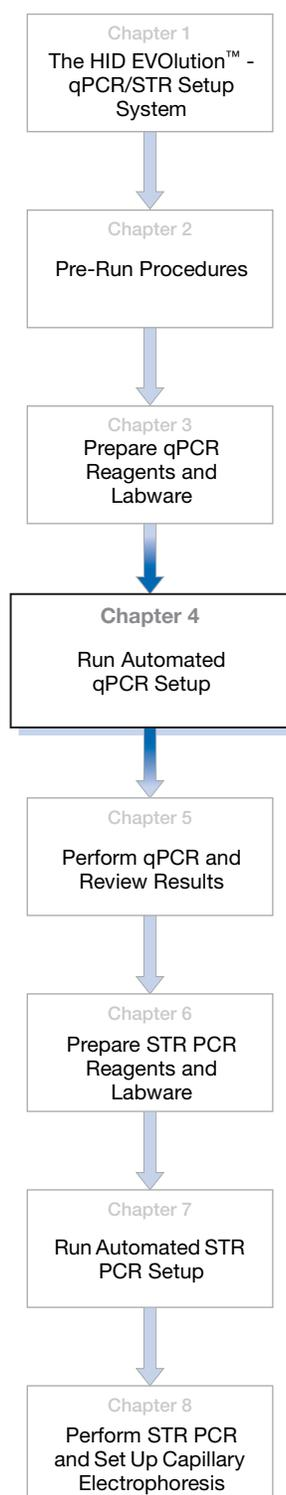 Chapter 1
The HID EVOlution™ -
qPCR/STR Setup
System
Chapter 2
Pre-Run Procedures
Chapter 3
Prepare qPCR
Reagents and
Labware
Chapter 4
Run Automated
qPCR Setup
Chapter 5
Perform qPCR and
Review Results
Chapter 6
Prepare STR PCR
Reagents and
Labware
Chapter 7
Run Automated STR
PCR Setup
Chapter 8
Perform STR PCR
and Set Up Capillary
Electrophoresis